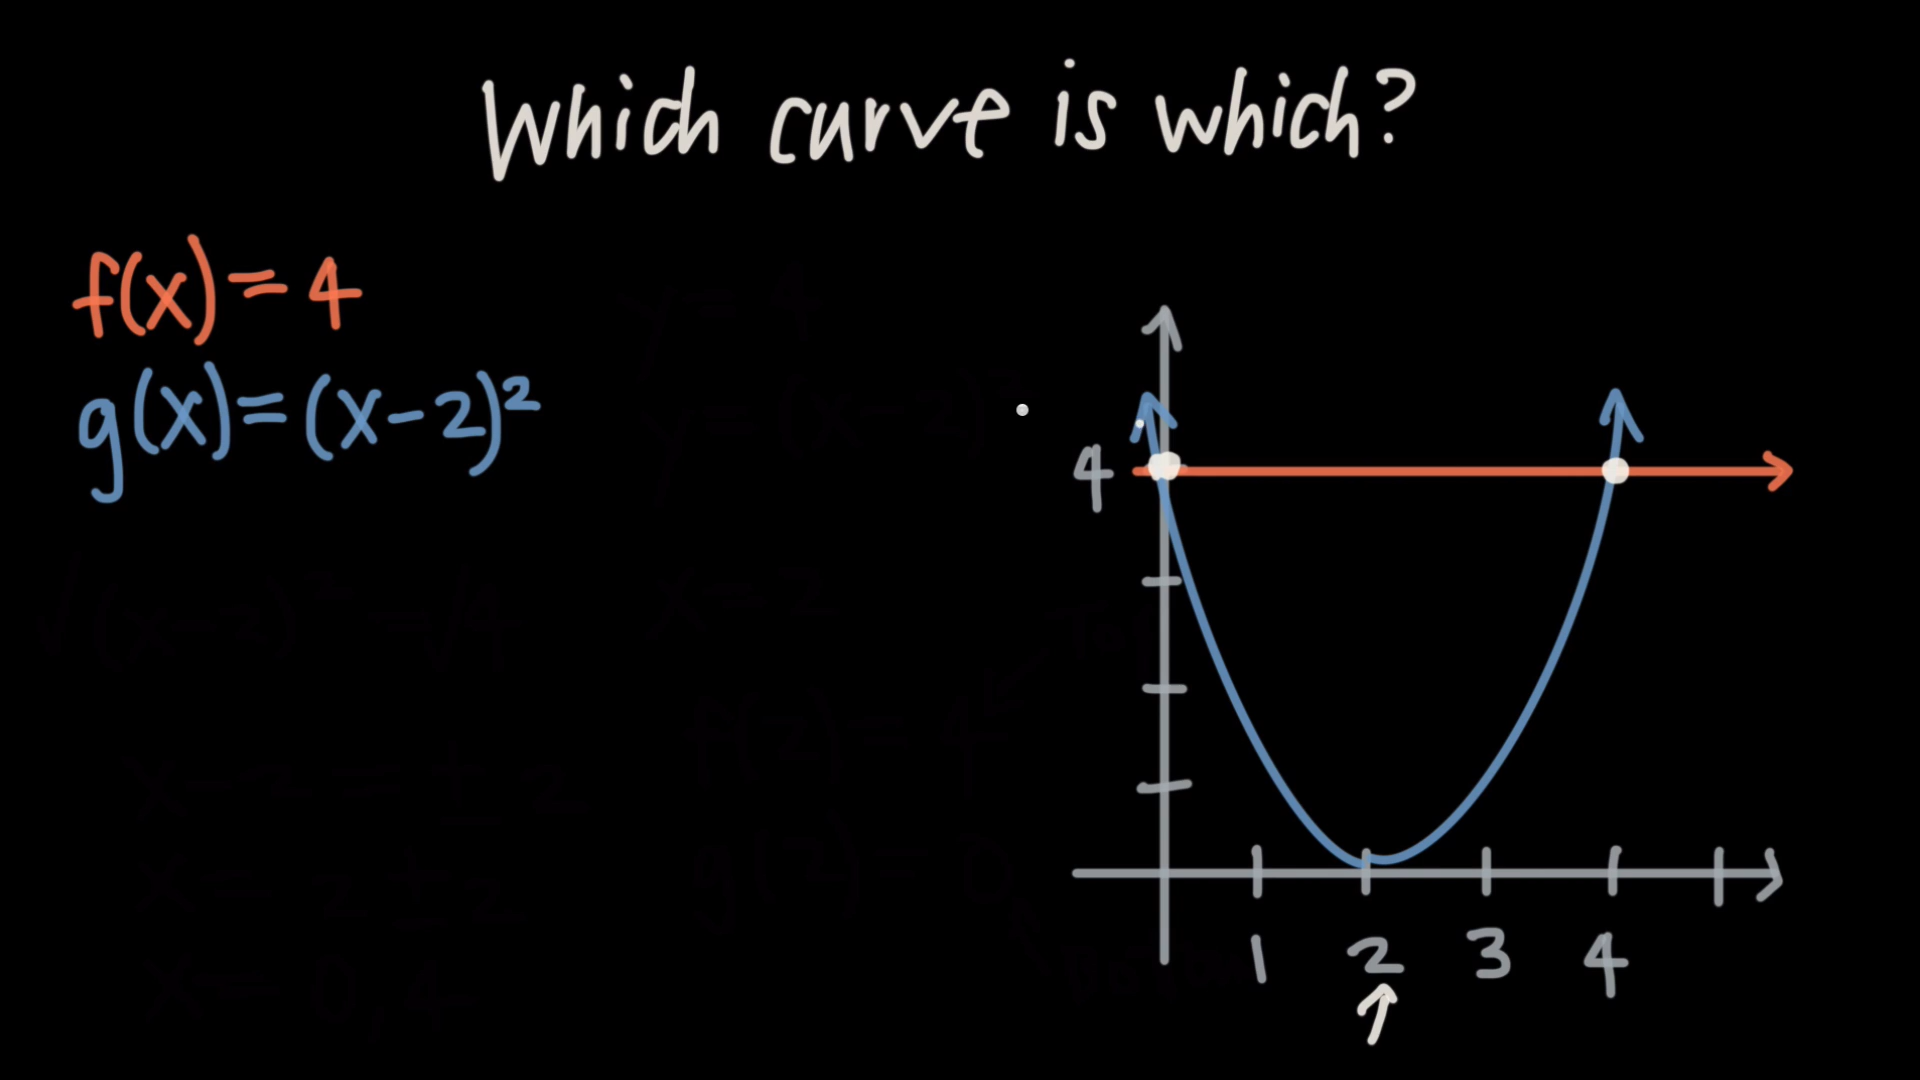 Which curve is which?
f(x) = 4
g(x) = (x-2)²
4
1 2 3 4